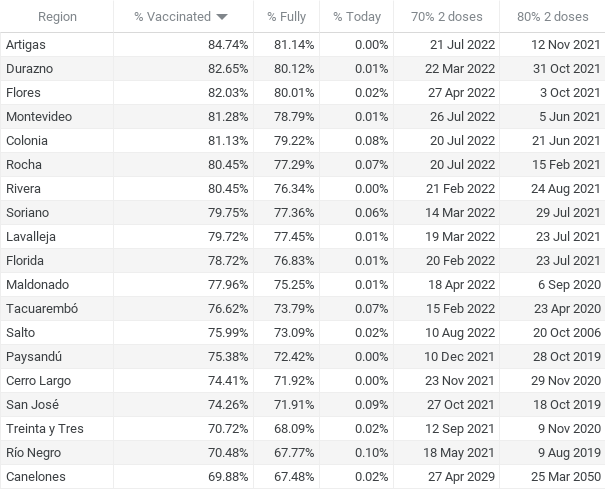 Region % Vaccinated % Fully % Today 70% 2 doses 80% 2 doses
Artigas 84.74% 81.14% 0.00% 21 Jul 2022 12 Nov 2021
Durazno 82.65% 80.12% 0.01% 22 Mar 2022 31 Oct 2021
Flores 82.03% 80.01% 0.02% 27 Apr 2022 3 Oct 2021
Montevideo 81.28% 78.79% 0.01% 26 Jul 2022 5 Jun 2021
Colonia 81.13% 79.22% 0.08% 20 Jul 2022 21 Jun 2021
Rocha 80.45% 77.29% 0.07% 20 Jul 2022 15 Feb 2021
Rivera 80.45% 76.34% 0.00% 21 Feb 2022 24 Aug 2021
Soriano 79.75% 77.36% 0.06% 14 Mar 2022 29 Jul 2021
Lavalleja 79.72% 77.45% 0.01% 19 Mar 2022 23 Jul 2021
Florida 78.72% 76.83% 0.01% 20 Feb 2022 23 Jul 2021
Maldonado 77.96% 75.25% 0.01% 18 Apr 2022 6 Sep 2020
Tacuarembó 76.62% 73.79% 0.07% 15 Feb 2022 23 Apr 2020
Salto 75.99% 73.09% 0.02% 10 Aug 2022 20 Oct 2006
Paysandú 75.38% 72.42% 0.00% 10 Dec 2021 28 Oct 2019
Cerro Largo 74.41% 71.92% 0.00% 23 Nov 2021 29 Nov 2020
San José 74.26% 71.91% 0.09% 27 Oct 2021 18 Oct 2019
Treinta y Tres 70.72% 68.09% 0.02% 12 Sep 2021 9 Nov 2020
Río Negro 70.48% 67.77% 0.10% 18 May 2021 9 Aug 2019
Canelones 69.88% 67.48% 0.02% 27 Apr 2029 25 Mar 2050